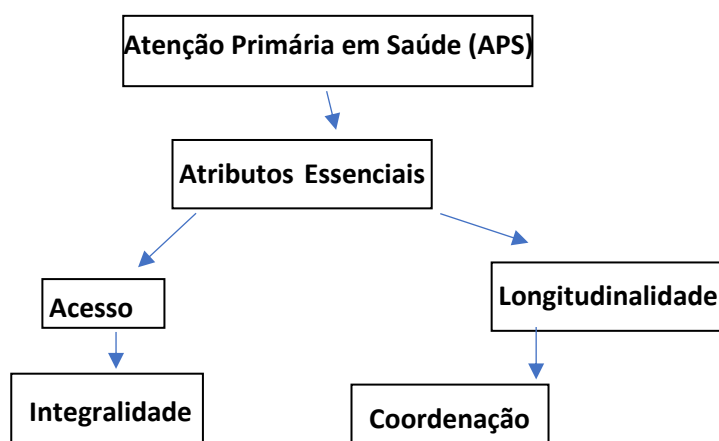 Atenção Primária em Saúde (APS)
Atributos Essenciais
Acesso
Longitudinalidade
Integralidade
Coordenação